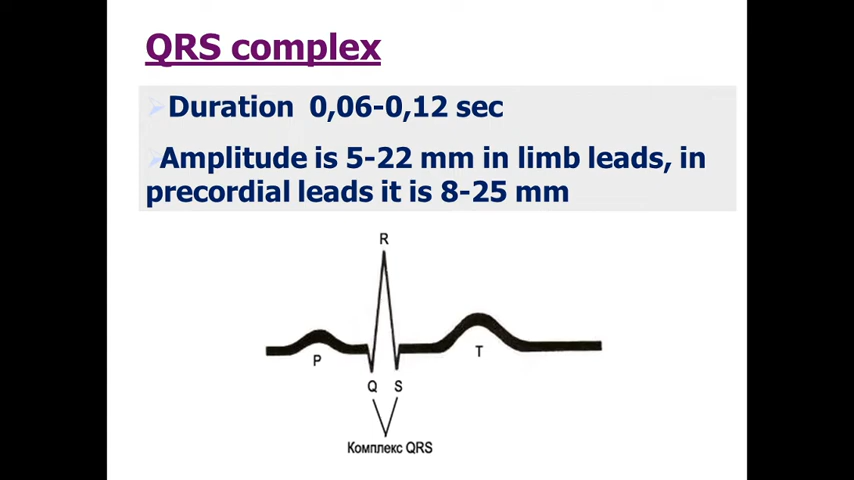 QRS complex
Duration 0,06-0,12 sec
Amplitude is 5-22 mm in limb leads, in
precordial leads it is 8-25 mm
R
P
T
Q S
Комплекс QRS